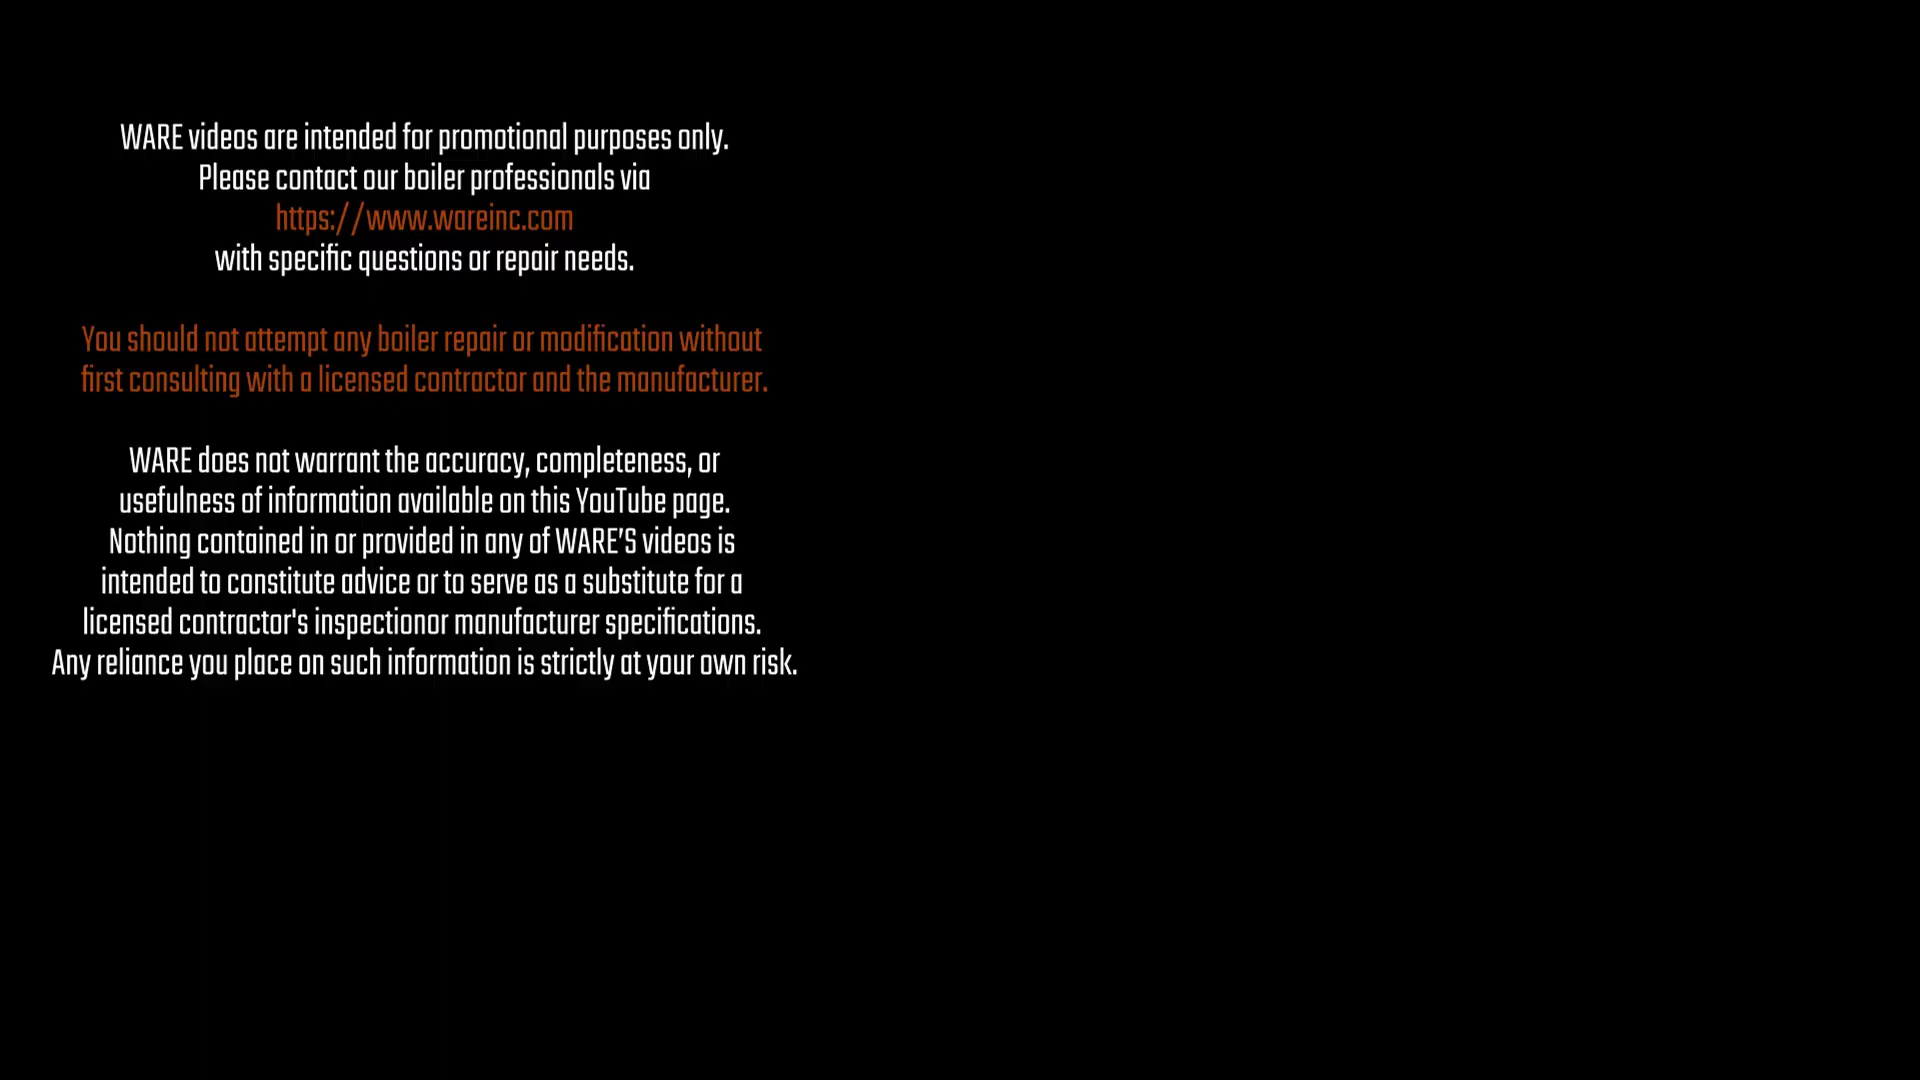 WARE videos are intended for promotional purposes only.
Please contact our boiler professionals via
https://www.wareinc.com
with specific questions or repair needs.
You should not attempt any boiler repair or modification without
first consulting with a licensed contractor and the manufacturer.
WARE does not warrant the accuracy, completeness, or
usefulness of information available on this YouTube page.
Nothing contained in or provided in any of WARE'S videos is
intended to constitute advice or to serve as a substitute for a
licensed contractor's inspectionor manufacturer specifications.
Any reliance you place on such information is strictly at your own risk.